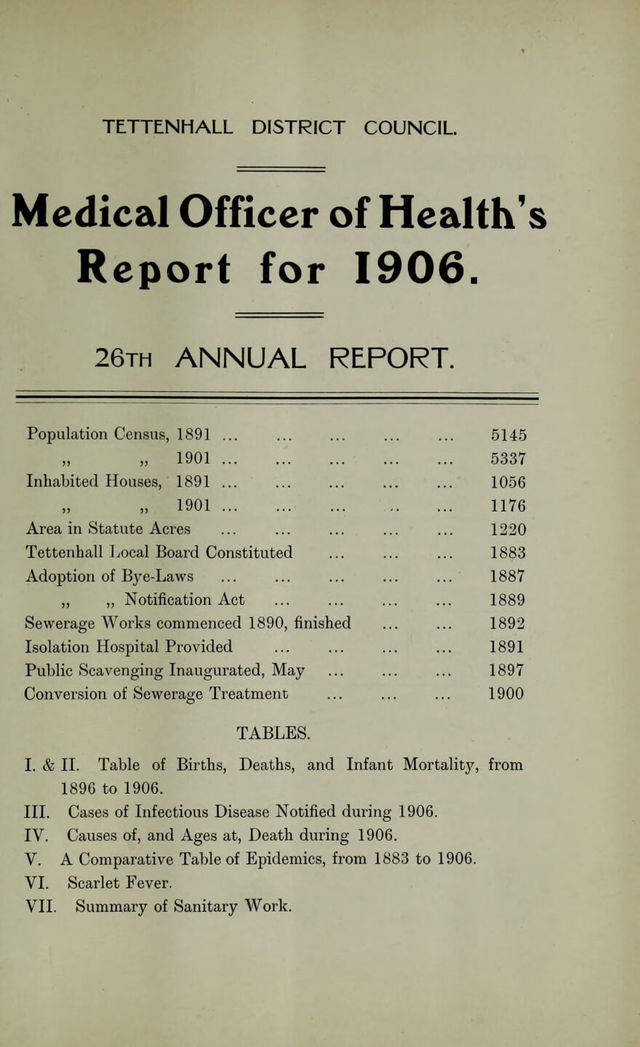 TETTENHALL DISTRICT COUNCIL.
Medical Officer of Health's
Report for 1906.
26TH ANNUAL REPORT.
Population Census, 1891 ... ... ... ... ... 5145
„ „ 1901 ... ... ... ... ... 5337
Inhabited Houses, 1891 ... ... ... ... ... 1056
„ „ 1901 ... ... ... .. ... 1176
Area in Statute Acres ... ... ... ... ... 1220
Tettenhall Local Board Constituted ... ... ... 1883
Adoption of Bye-Laws ... ... ... ... ... 1887
„ „ Notification Act ... ... ... ... 1889
Sewerage Works commenced 1890, finished ... ... 1892
Isolation Hospital Provided ... ... ... ... 1891
Public Scavenging Inaugurated, May ... ... ... 1897
Conversion of Sewerage Treatment ... ... ... 1900
TABLES.
I. & II. Table of Births, Deaths, and Infant Mortality, from
1896 to 1906.
III. Cases of Infectious Disease Notified during 1906.
IV. Causes of, and Ages at, Death during 1906.
V. A Comparative Table of Epidemics, from 1883 to 1906.
VI. Scarlet Fever.
VII. Summary of Sanitary Work.